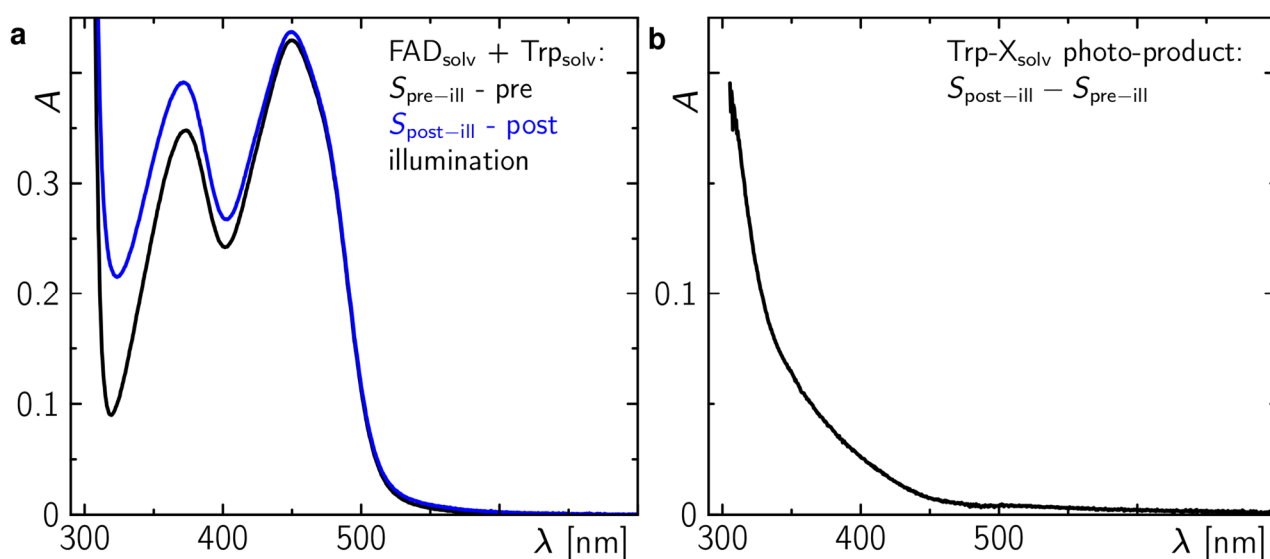 a
FAD_solv + Trp_solv:
S_pre−ill - pre
S_post−ill - post
illumination
A
0.3
0.2
0.1
0
300
400
500
λ [nm]
b
Trp-X_solv photo-product:
S_post−ill − S_pre−ill
A
0.1
0
300
400
500
λ [nm]